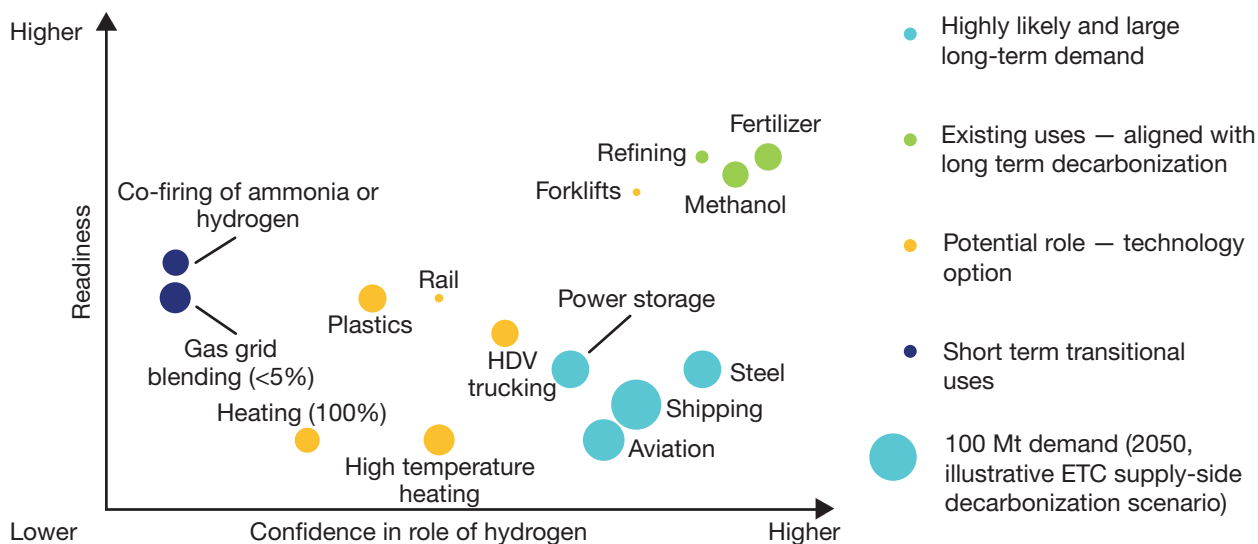 Higher
Readiness
Lower
Confidence in role of hydrogen
Higher
Co-firing of ammonia or
hydrogen
Gas grid
blending (<5%)
Heating (100%)
Plastics
Rail
High temperature
heating
HDV
trucking
Power storage
Steel
Shipping
Aviation
Forklifts
Refining
Methanol
Fertilizer
Highly likely and large
long-term demand
Existing uses — aligned with
long term decarbonization
Potential role — technology
option
Short term transitional
uses
100 Mt demand (2050,
illustrative ETC supply-side
decarbonization scenario)